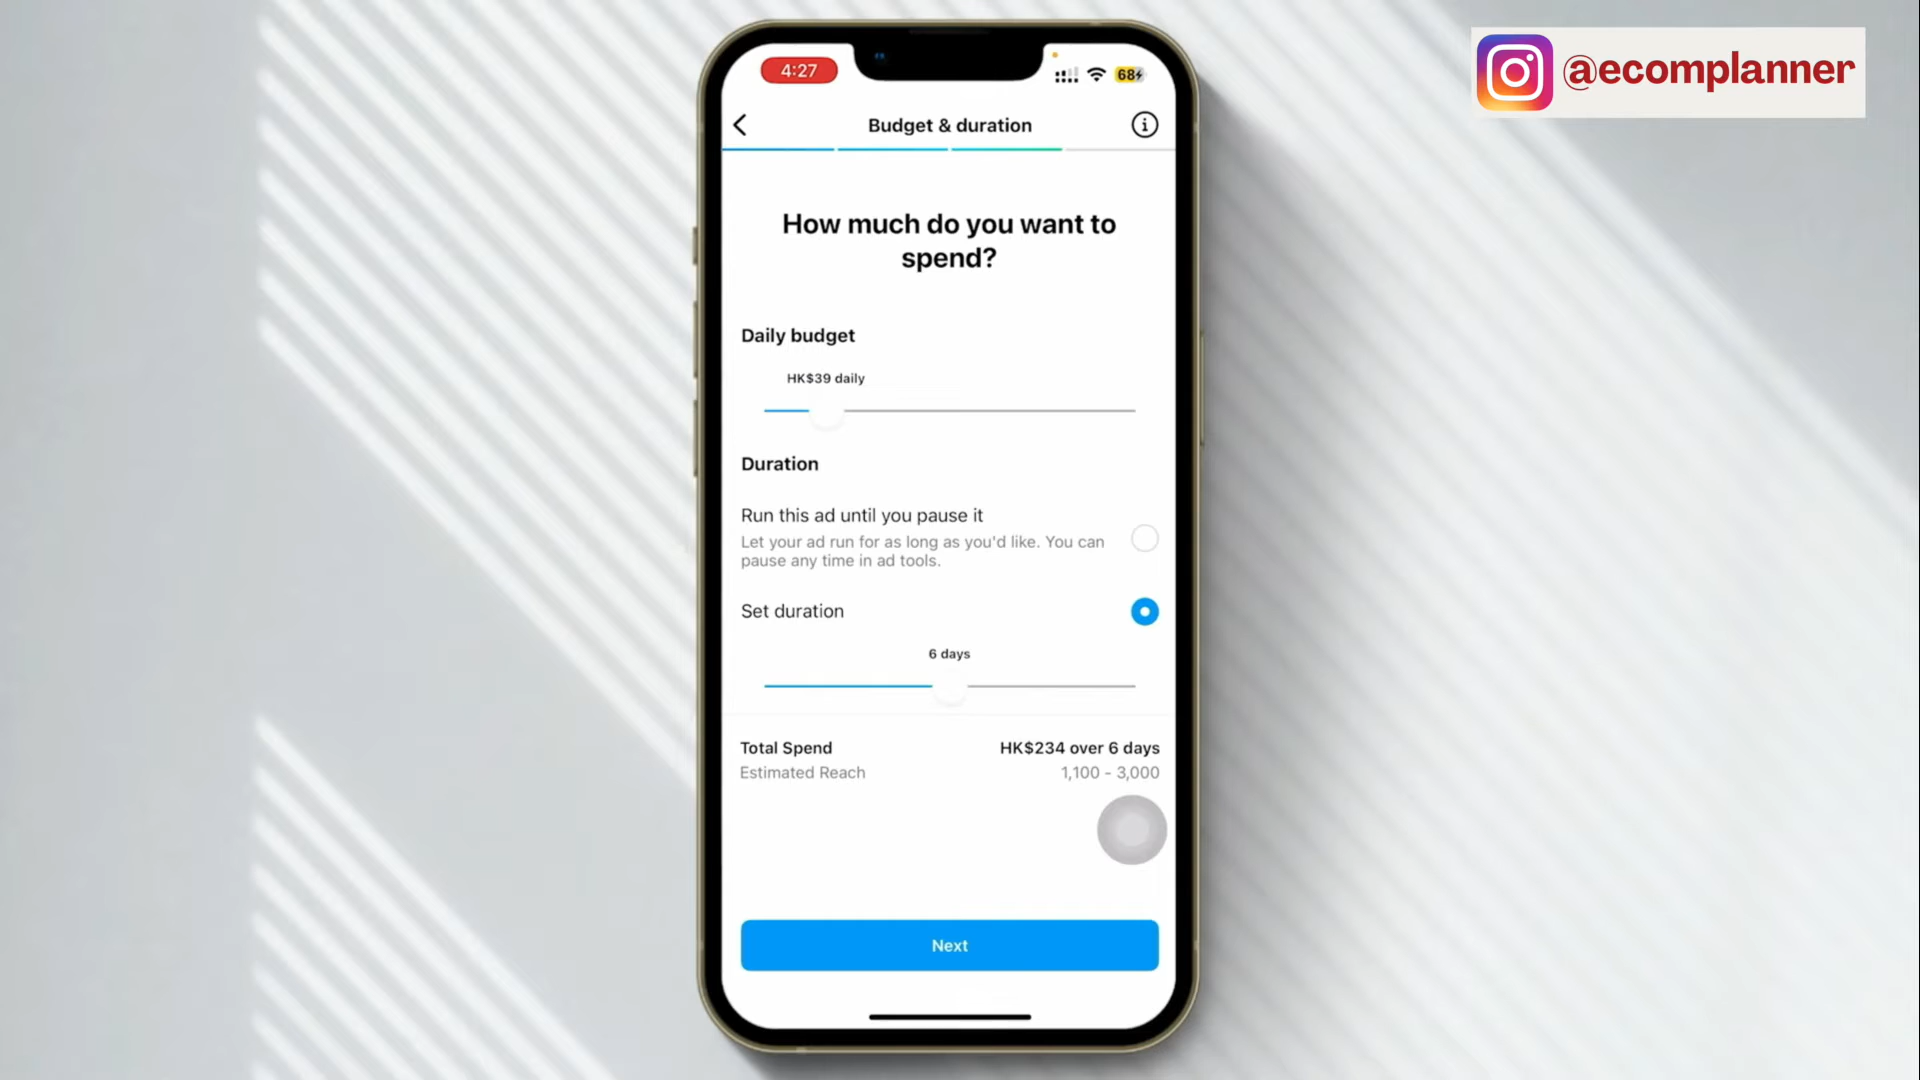 @ecomplanner
4:27
68
Budget & duration
How much do you want to
spend?
Daily budget
HK$39 daily
Duration
Run this ad until you pause it
Let your ad run for as long as you'd like. You can
pause any time in ad tools.
Set duration
6 days
Total Spend HK$234 over 6 days
Estimated Reach 1,100 - 3,000
Next